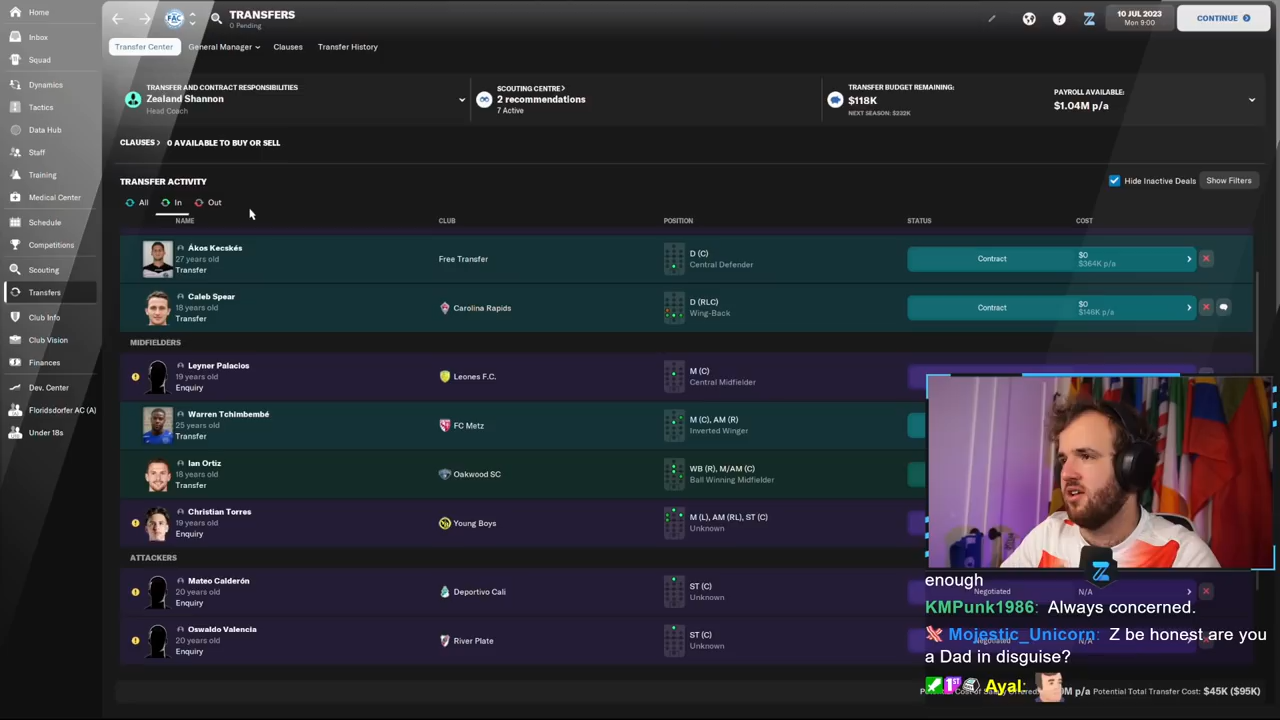 Home
FAC
TRANSFERS
0 Pending
10 JUL 2023
Mon 9:00
CONTINUE
Inbox
Squad
Dynamics
Tactics
Data Hub
Staff
Training
Medical Center
Schedule
Competitions
Scouting
Transfers
Club Info
Club Vision
Finances
Dev. Center
Floridsdorfer AC (A)
Under 18s
Transfer Center
General Manager
Clauses
Transfer History
TRANSFER AND CONTRACT RESPONSIBILITIES
Zealand Shannon
Head Coach
SCOUTING CENTRE>
2 recommendations
7 Active
TRANSFER BUDGET REMAINING:
$118K
NEXT SEASON: $332K
PAYROLL AVAILABLE:
$1.04M p/a
CLAUSES> 0 AVAILABLE TO BUY OR SELL
TRANSFER ACTIVITY
Hide Inactive Deals
Show Filters
All
In
Out
NAME CLUB POSITION STATUS COST
Ákos Kecskés
27 years old
Transfer
Free Transfer
D (C)
Central Defender
Contract
$0
$364K p/a
Caleb Spear
18 years old
Transfer
Carolina Rapids
D (RLC)
Wing-Back
Contract
$0
$146K p/a
MIDFIELDERS
Leyner Palacios
19 years old
Enquiry
Leones F.C.
M (C)
Central Midfielder
Warren Tchimbembé
25 years old
Transfer
FC Metz
M (C), AM (R)
Inverted Winger
Ian Ortiz
18 years old
Transfer
Oakwood SC
WB (R), M/AM (C)
Ball Winning Midfielder
Christian Torres
19 years old
Enquiry
Young Boys
M (L), AM (RL), ST (C)
Unknown
ATTACKERS
Mateo Calderón
20 years old
Enquiry
Deportivo Cali
ST (C)
Unknown
Negotiated
N/A
Oswaldo Valencia
20 years old
Enquiry
River Plate
ST (C)
Unknown
Negotiated
N/A
enough
KMPunk1986: Always concerned.
Mojestic_Unicorn: Z be honest are you
a Dad in disguise?
1ST Ayal:
Potential Total Transfer Cost: $45K ($95K)